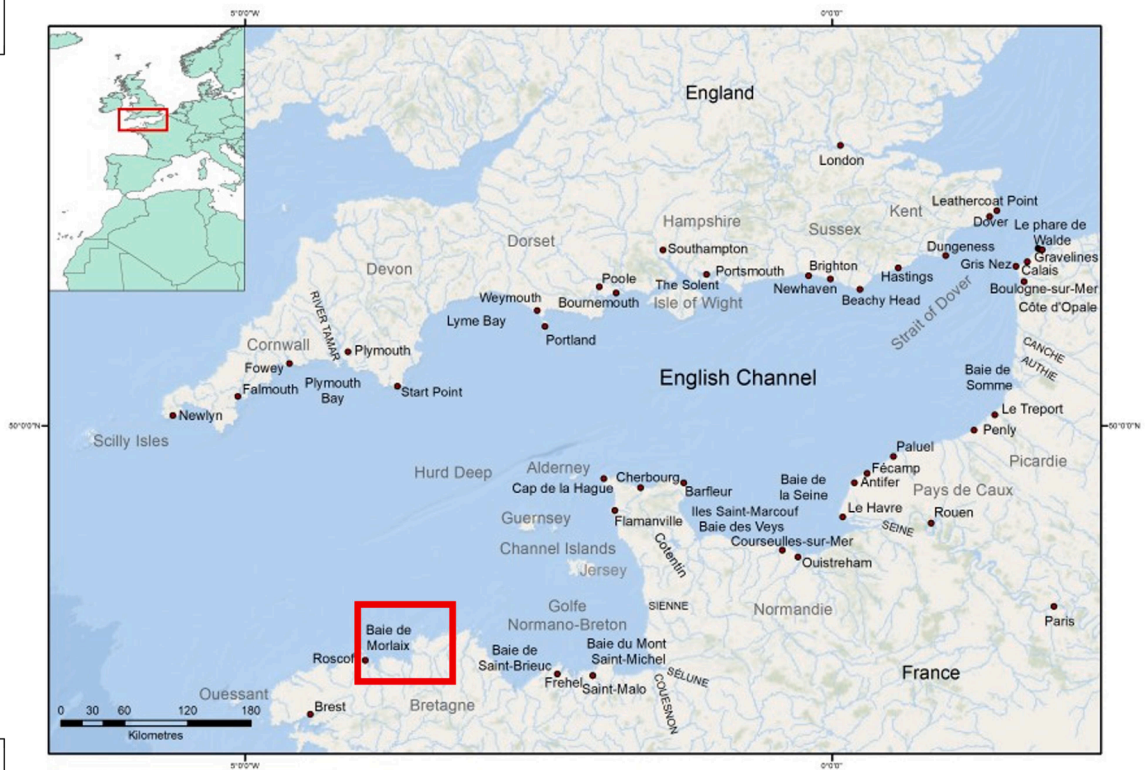 5°0'0"W
0°0'0"
England
London
Leathercoat Point
Dover
Le phare de
Walde
Gravelines
Gris Nez
Calais
Boulogne-sur-Mer
Côte d'Opale
Kent
Hampshire
Sussex
Dorset
Devon
Southampton
Dungeness
Portsmouth
Brighton
Hastings
Poole
The Solent
Newhaven
Beachy Head
Weymouth
Bournemouth
Isle of Wight
Strait of Dover
Lyme Bay
Portland
RIVER TAMAR
Cornwall
Plymouth
Fowey
Falmouth
Plymouth
Bay
Start Point
Newlyn
English Channel
CANCHE
AUTHIE
Baie de
Somme
Le Treport
Penly
50°0'0"N
50°0'0"N
Scilly Isles
Hurd Deep
Alderney
Cherbourg
Cap de la Hague
Barfleur
Paluel
Fécamp
Antifer
Picardie
Baie de
la Seine
Pays de Caux
Guernsey
Flamanville
Iles Saint-Marcouf
Baie des Veys
Le Havre
SEINE
Rouen
Courseulles-sur-Mer
Ouistreham
Channel Islands
Jersey
Cotentin
Golfe
Normano-Breton
SIENNE
Normandie
Paris
Baie de
Morlaix
Roscof
Baie de
Saint-Brieuc
Baie du Mont
Saint-Michel
Frehel
Saint-Malo
SÉLUNE
COUESNON
France
Ouessant
Brest
Bretagne
0 30 60 120 180
Kilometres
5°0'0"W
0°0'0"